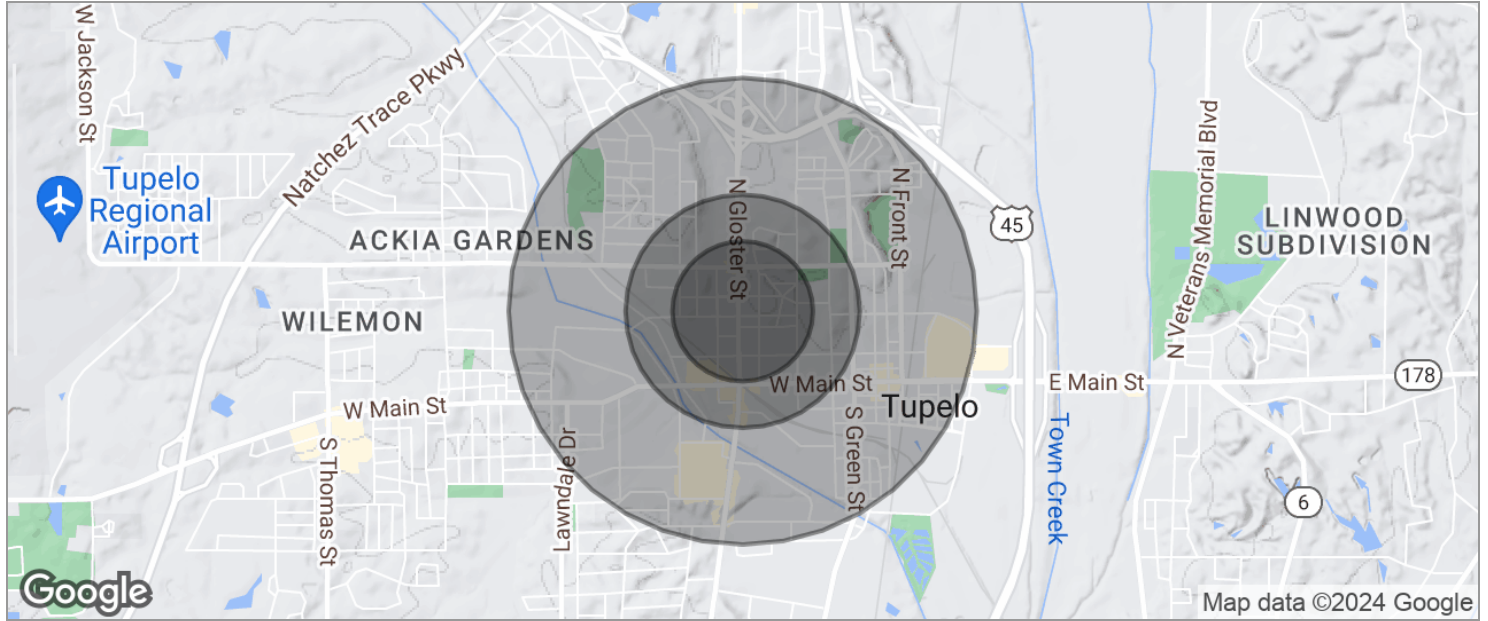 W Jackson St
Natchez Trace Pkwy
Tupelo
Regional
Airport
ACKIA GARDENS
WILEMON
N Gloster St
N Front St
45
N Veterans Memorial Blvd
LINWOOD
SUBDIVISION
W Main St
W Main St
E Main St
178
Tupelo
S Thomas St
Lawndale Dr
S Green St
Town Creek
6
Google
Map data ©2024 Google